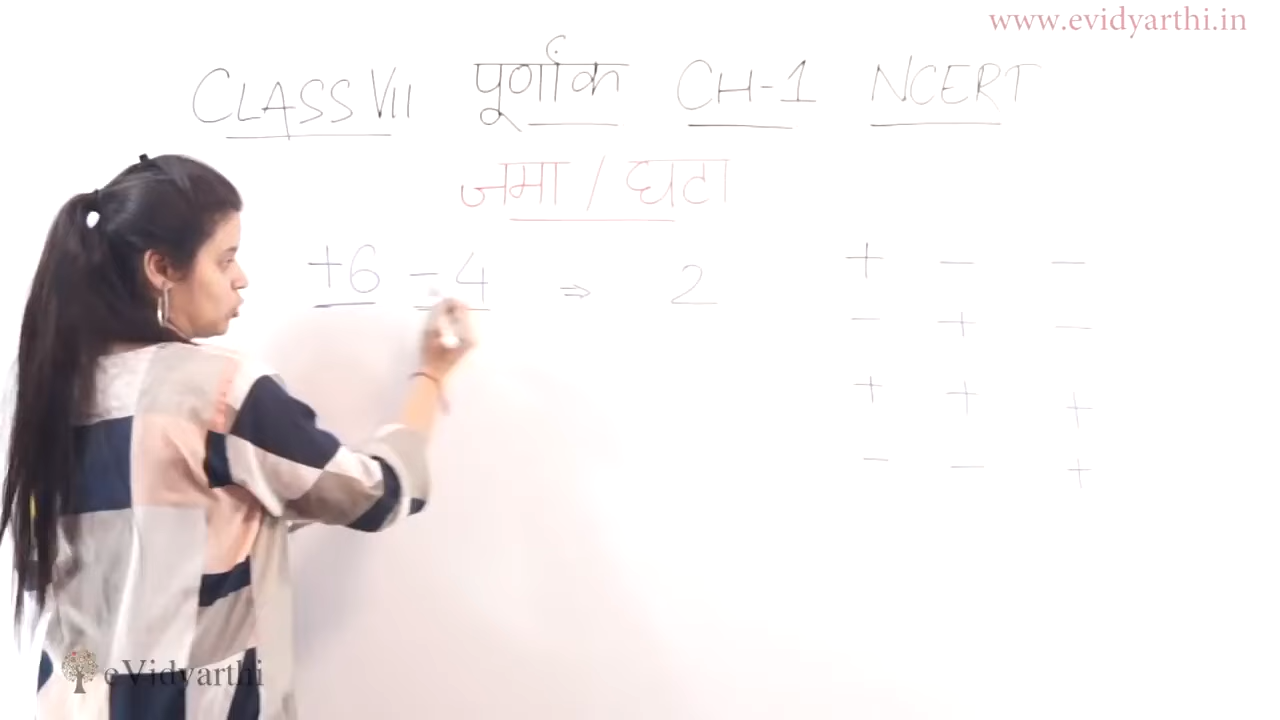 www.evidyarthi.in
CLASS VII पूर्णांक CH-1 NCERT
जमा / घटा
+6 -4 ⇒ 2
+ - -
- + -
+ + +
- - +
eVidyarthi